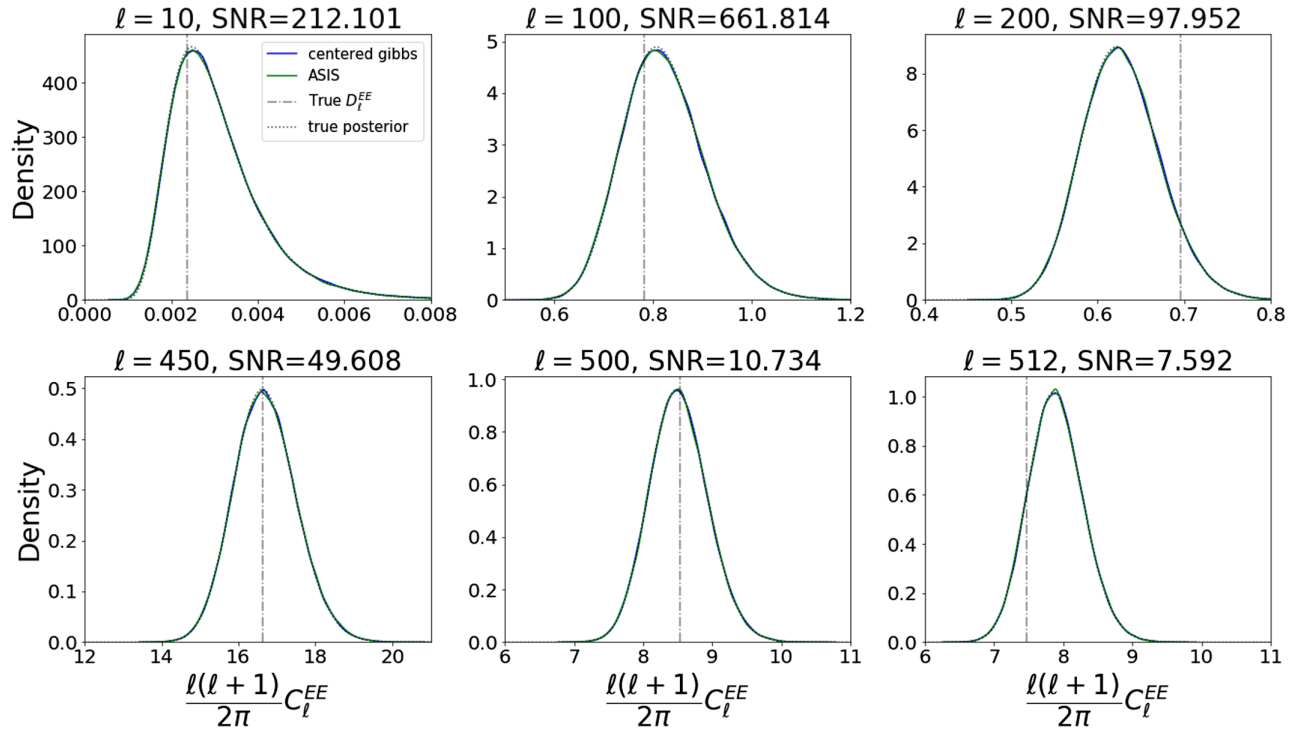 ℓ = 10, SNR=212.101
ℓ = 100, SNR=661.814
ℓ = 200, SNR=97.952
centered gibbs
ASIS
True D_ℓ^{EE}
true posterior
Density
400
300
200
100
0
0.000 0.002 0.004 0.006 0.008
5
4
3
2
1
0
0.6 0.8 1.0 1.2
8
6
4
2
0
0.4 0.5 0.6 0.7 0.8
ℓ = 450, SNR=49.608
ℓ = 500, SNR=10.734
ℓ = 512, SNR=7.592
Density
0.5
0.4
0.3
0.2
0.1
0.0
12 14 16 18 20
1.0
0.8
0.6
0.4
0.2
0.0
6 7 8 9 10 11
1.0
0.8
0.6
0.4
0.2
0.0
6 7 8 9 10 11
ℓ(ℓ + 1)/2π C_ℓ^{EE}
ℓ(ℓ + 1)/2π C_ℓ^{EE}
ℓ(ℓ + 1)/2π C_ℓ^{EE}